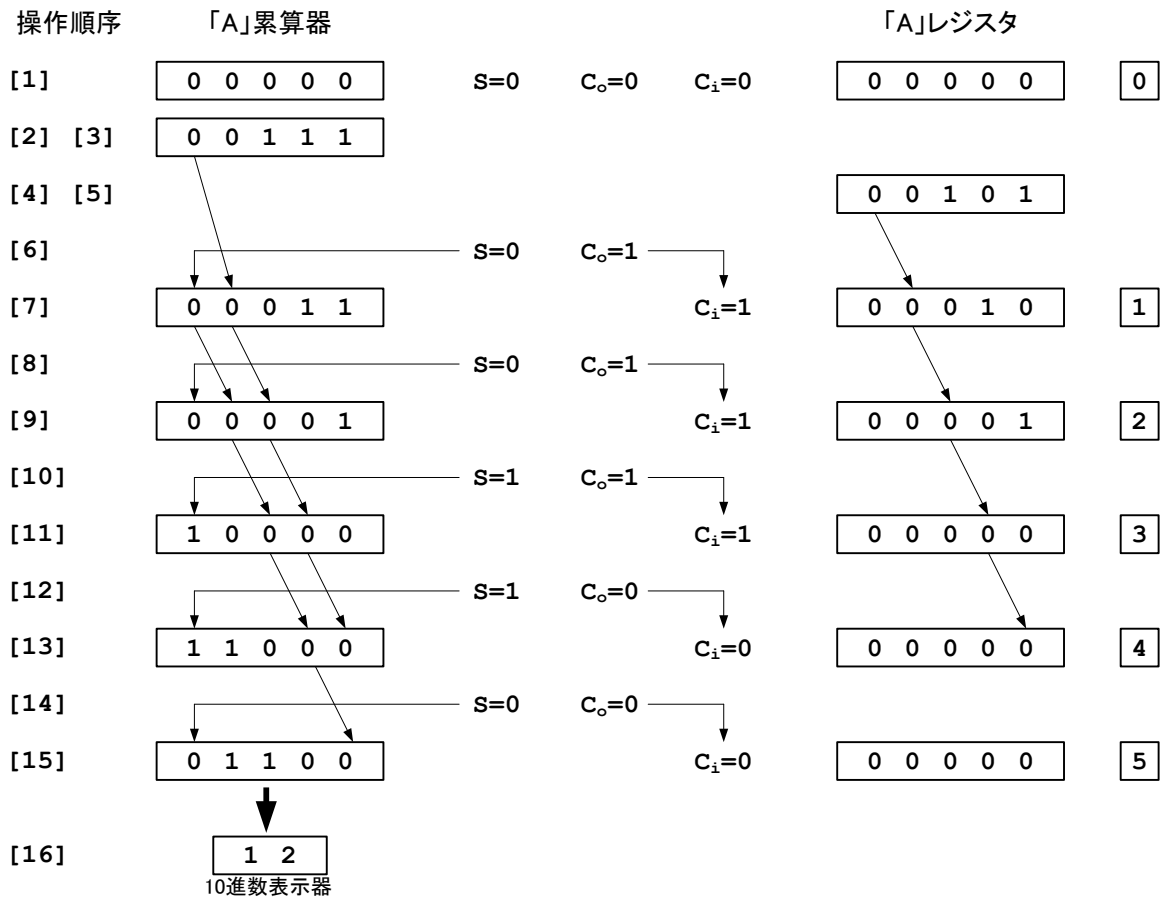 操作順序 「A」累算器 「A」レジスタ
[1] 0 0 0 0 0 S=0 Co=0 Ci=0 0 0 0 0 0 0
[2] [3] 0 0 1 1 1
[4] [5] 0 0 1 0 1
[6] S=0 Co=1
[7] 0 0 0 1 1 Ci=1 0 0 0 1 0 1
[8] S=0 Co=1
[9] 0 0 0 0 1 Ci=1 0 0 0 0 1 2
[10] S=1 Co=1
[11] 1 0 0 0 0 Ci=1 0 0 0 0 0 3
[12] S=1 Co=0
[13] 1 1 0 0 0 Ci=0 0 0 0 0 0 4
[14] S=0 Co=0
[15] 0 1 1 0 0 Ci=0 0 0 0 0 0 5
[16] 1 2
10進数表示器